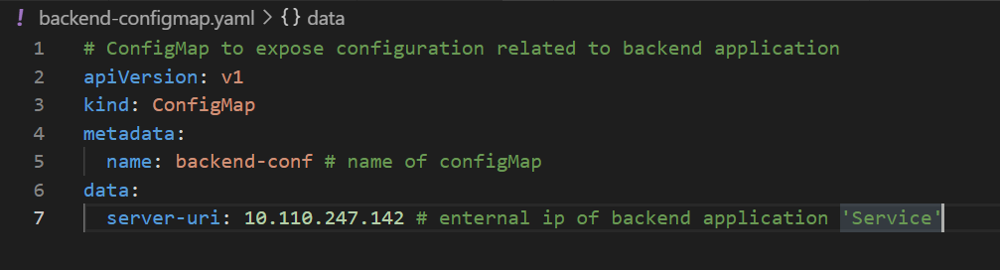 ! backend-configmap.yaml > {} data
1 # ConfigMap to expose configuration related to backend application
2 apiVersion: v1
3 kind: ConfigMap
4 metadata:
5 name: backend-conf # name of configMap
6 data:
7 server-uri: 10.110.247.142 # enternal ip of backend application 'Service'